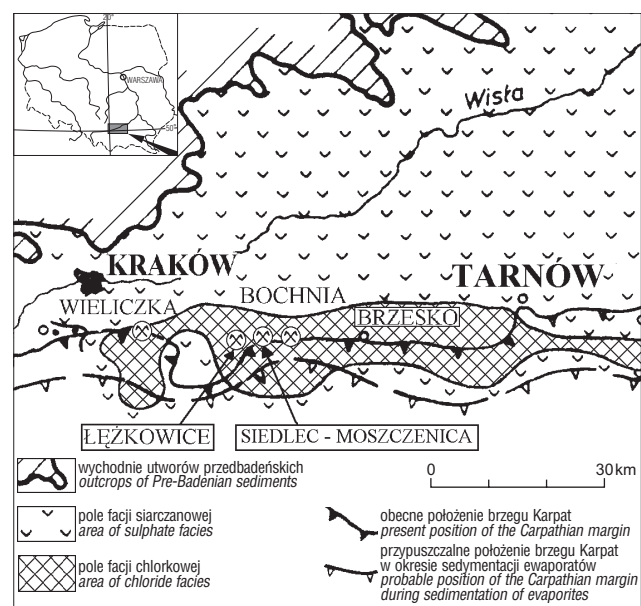 20°
WARSZAWA
50°
Wisła
KRAKÓW
TARNÓW
WIELICZKA
BOCHNIA
BRZESKO
ŁĘŻKOWICE
SIEDLEC - MOSZCZENICA
wychodnie utworów przedbadeńskich
outcrops of Pre-Badenian sediments
0 30 km
pole facji siarczanowej
area of sulphate facies
obecne położenie brzegu Karpat
present position of the Carpathian margin
pole facji chlorkowej
area of chloride facies
przypuszczalne położenie brzegu Karpat
w okresie sedymentacji ewaporatów
probable position of the Carpathian margin
during sedimentation of evaporites